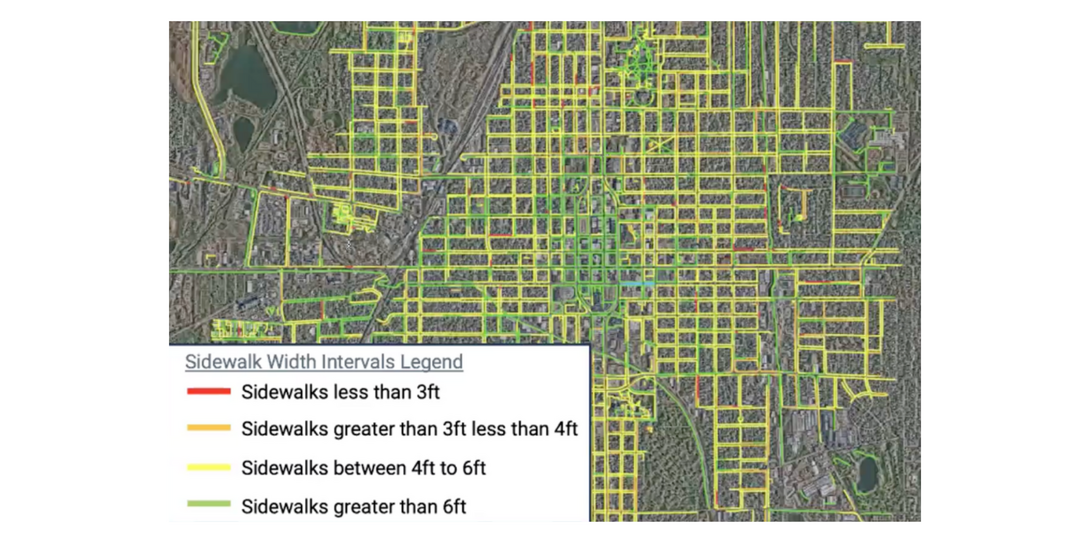 Sidewalk Width Intervals Legend
Sidewalks less than 3ft
Sidewalks greater than 3ft less than 4ft
Sidewalks between 4ft to 6ft
Sidewalks greater than 6ft